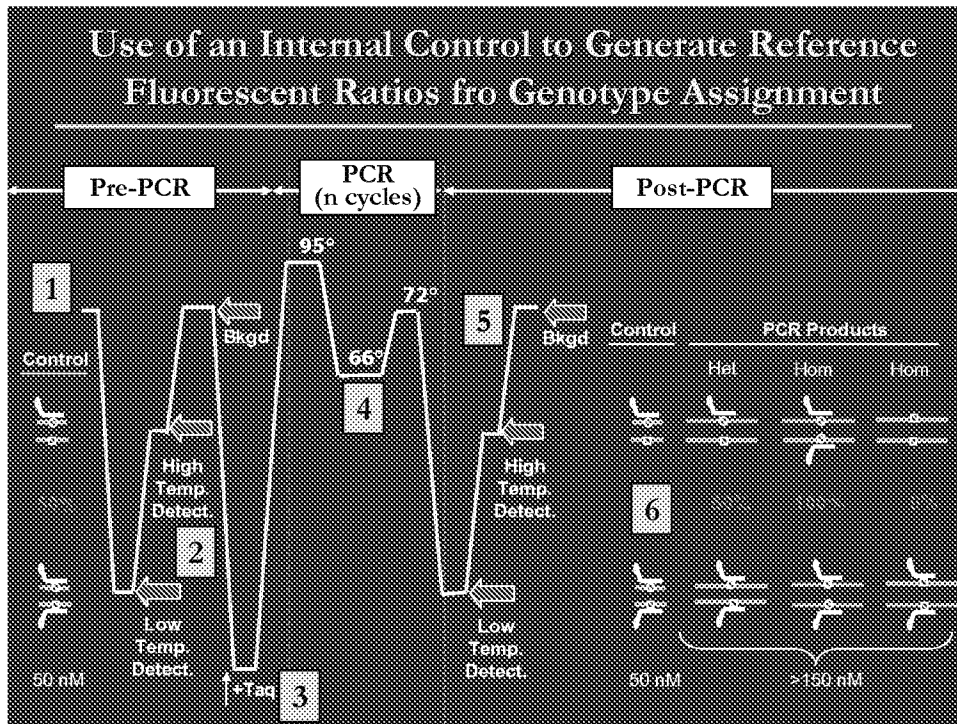 Use of an Internal Control to Generate Reference
Fluorescent Ratios fro Genotype Assignment
Pre-PCR
PCR
(n cycles)
Post-PCR
95°
1
72°
5
Bkgd
Bkgd
Control
PCR Products
Control
66°
Het
Hom
Hom
4
High
Temp.
Detect.
High
Temp.
Detect.
6
2
Low
Temp.
Detect.
Low
Temp.
Detect.
50 nM
+Taq
3
50 nM
>150 nM